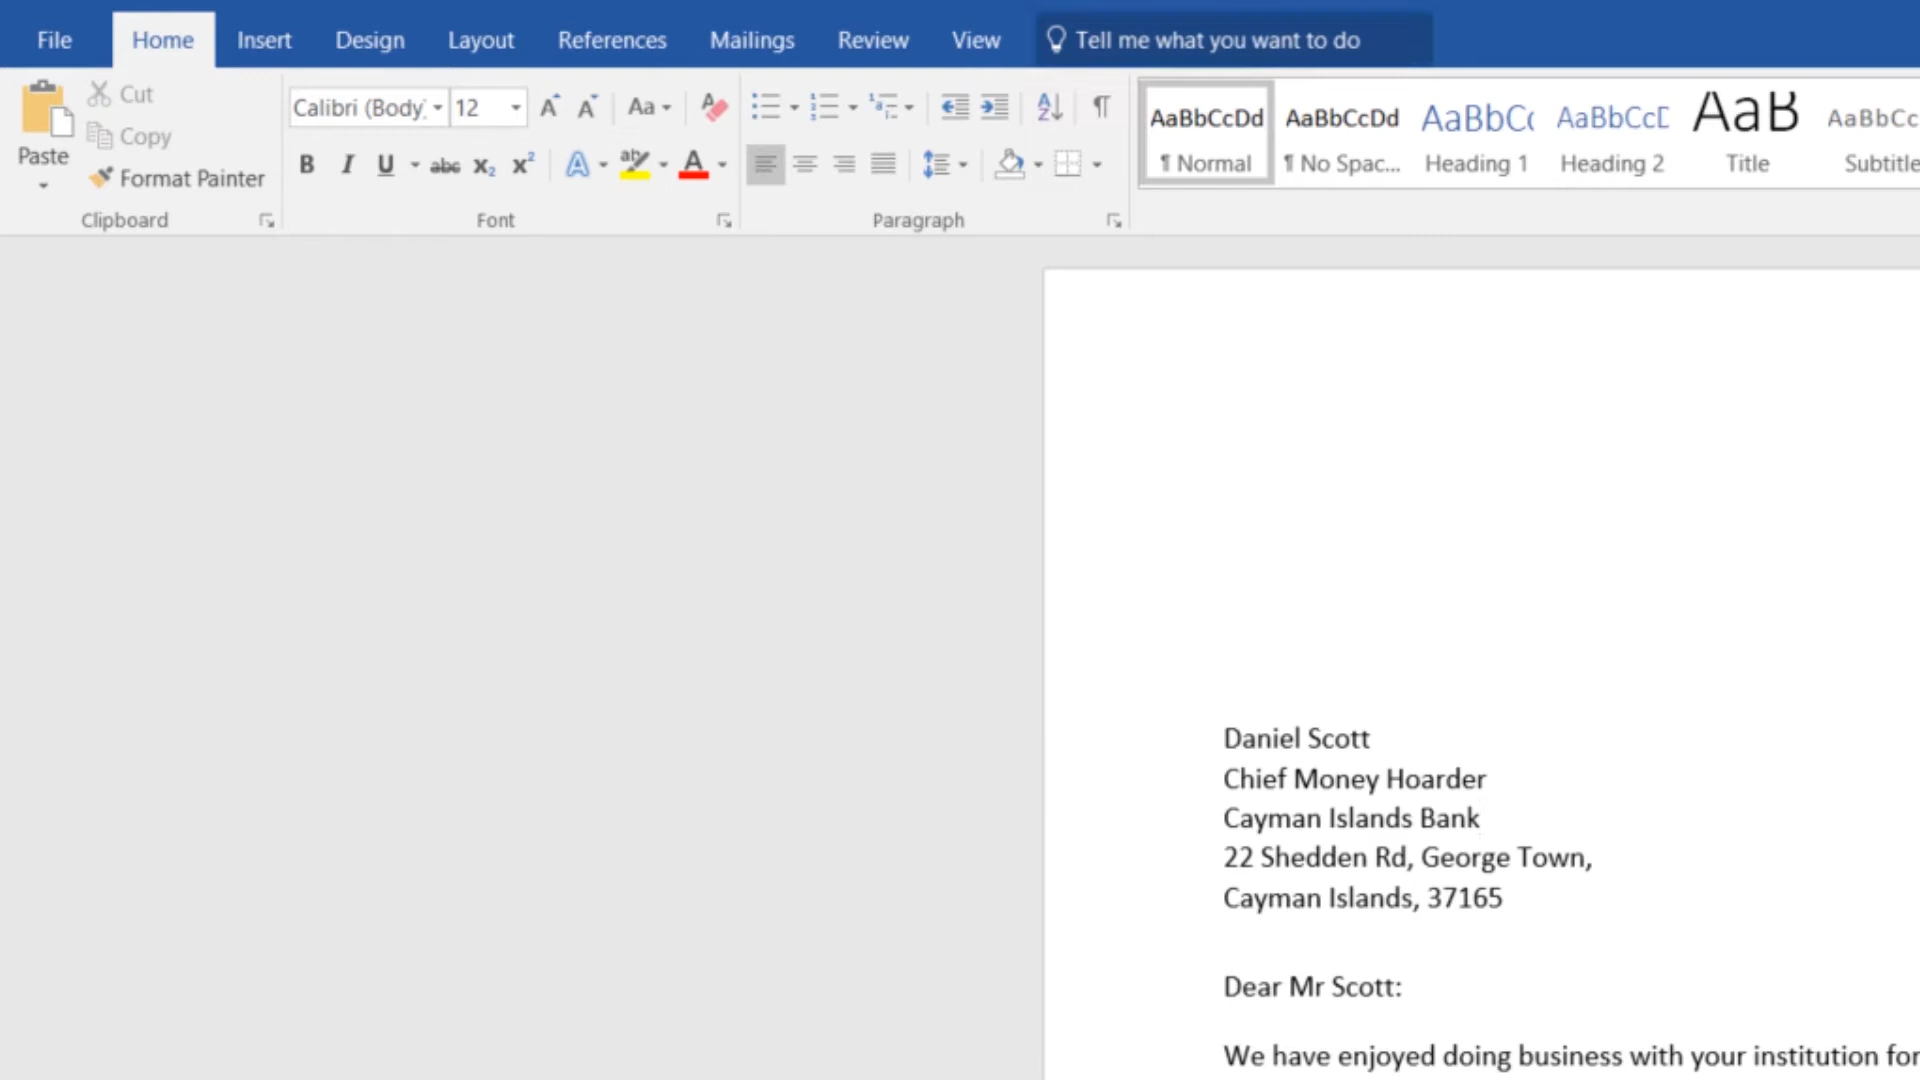 File Home Insert Design Layout References Mailings Review View Tell me what you want to do
Cut
Copy
Paste
Format Painter
Clipboard
Calibri (Body) 12 Aa
B I U abc X₂ X² A aby A
Font
Paragraph
AaBbCcDd AaBbCcDd AaBbCc AaBbCcD AaB AaBbCc
¶ Normal ¶ No Spac... Heading 1 Heading 2 Title Subtitle
Daniel Scott
Chief Money Hoarder
Cayman Islands Bank
22 Shedden Rd, George Town,
Cayman Islands, 37165
Dear Mr Scott:
We have enjoyed doing business with your institution for